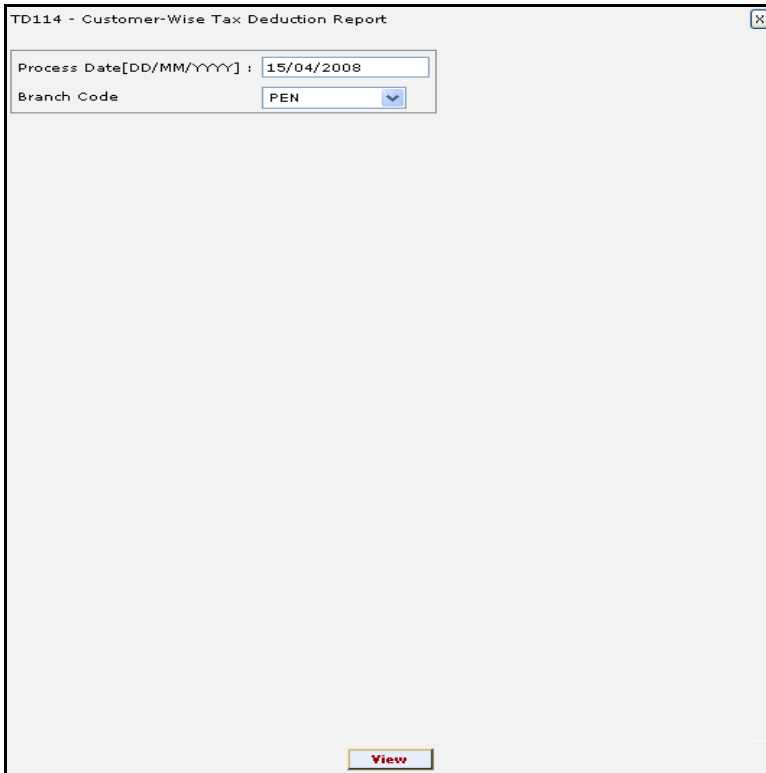 TD114 - Customer-Wise Tax Deduction Report
X
Process Date[DD/MM/YYYY] : 15/04/2008
Branch Code PEN
View